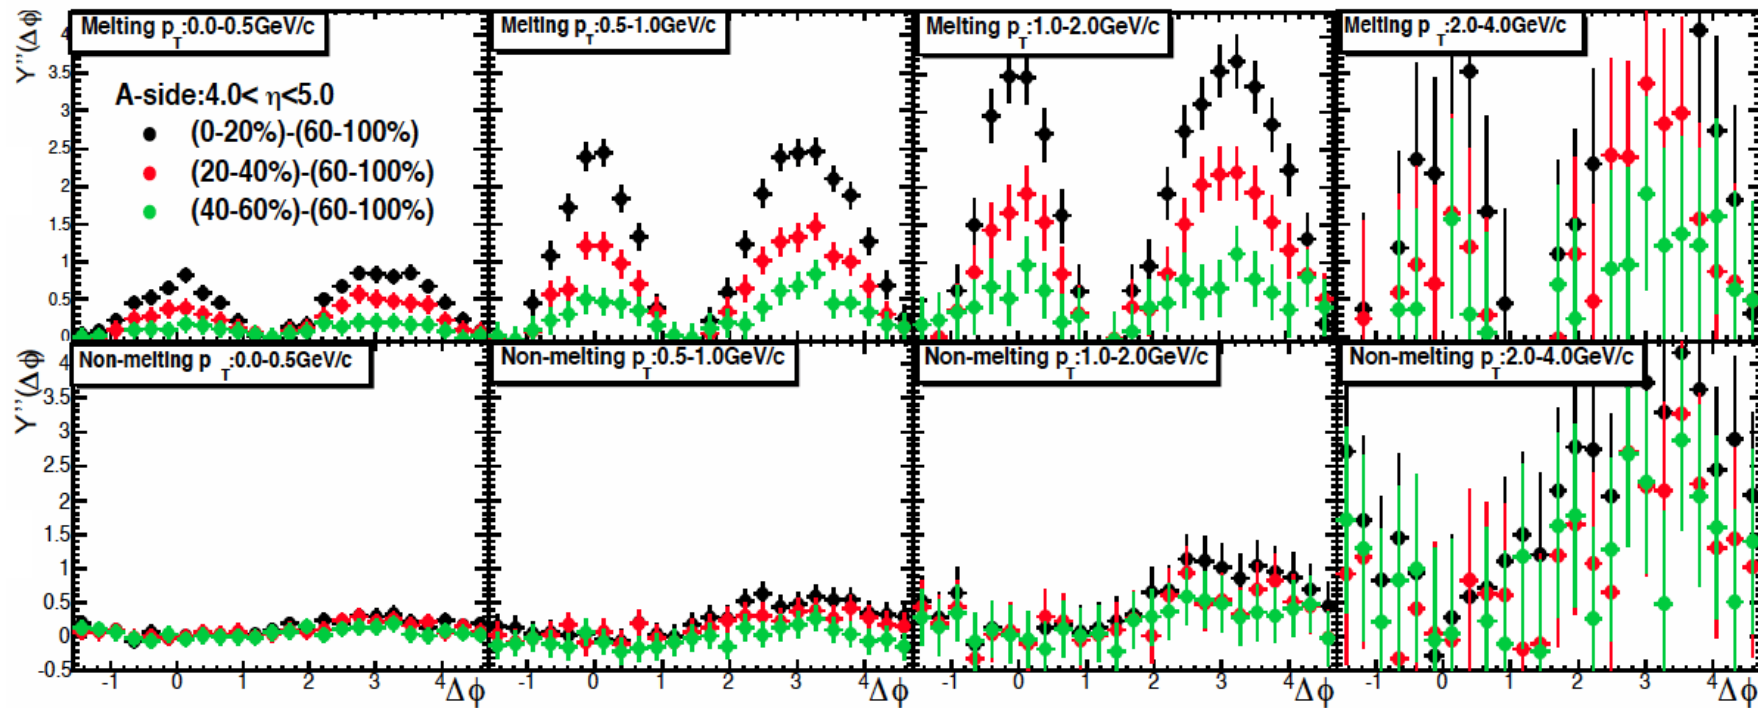 Melting p_T:0.0-0.5GeV/c
Melting p_T:0.5-1.0GeV/c
Melting p_T:1.0-2.0GeV/c
Melting p_T:2.0-4.0GeV/c
Y''(Δϕ)
4
3.5
3
2.5
2
1.5
1
0.5
0
A-side:4.0< η<5.0
(0-20%)-(60-100%)
(20-40%)-(60-100%)
(40-60%)-(60-100%)
Non-melting p_T:0.0-0.5GeV/c
Non-melting p_T:0.5-1.0GeV/c
Non-melting p_T:1.0-2.0GeV/c
Non-melting p_T:2.0-4.0GeV/c
Y''(Δϕ)
4
3.5
3
2.5
2
1.5
1
0.5
0
-0.5
-1 0 1 2 3 4 Δϕ
-1 0 1 2 3 4 Δϕ
-1 0 1 2 3 4 Δϕ
-1 0 1 2 3 4 Δϕ